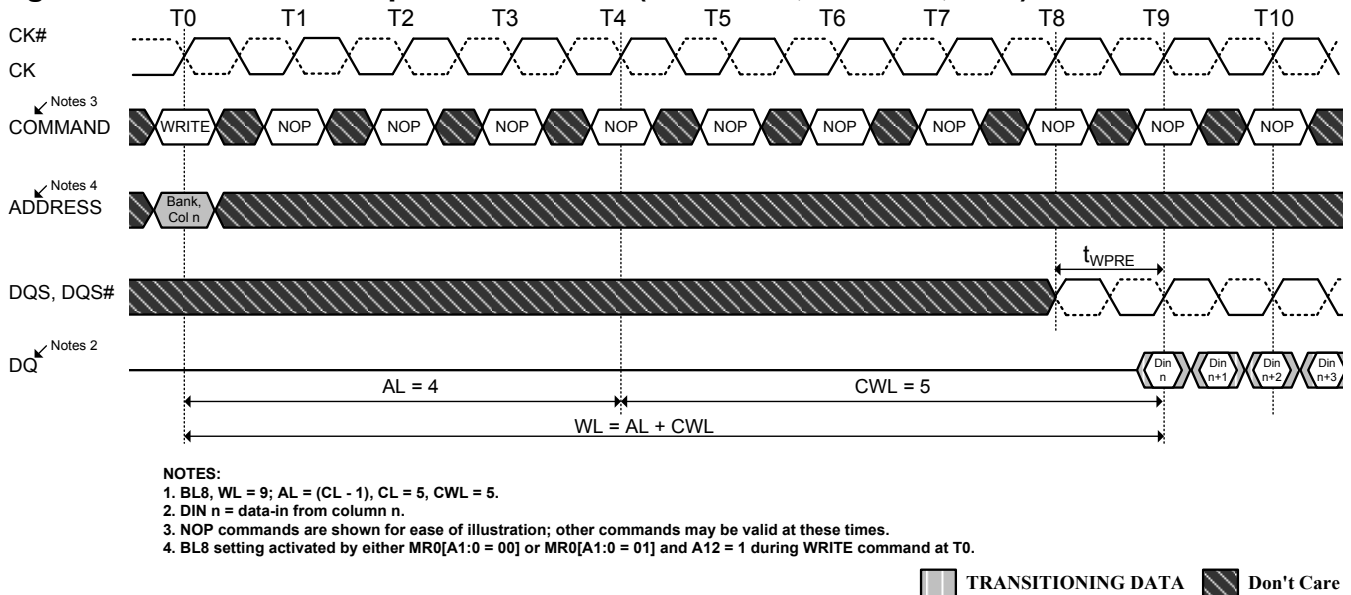 T0 T1 T2 T3 T4 T5 T6 T7 T8 T9 T10
CK#
CK
Notes 3
COMMAND
WRITE NOP NOP NOP NOP NOP NOP NOP NOP NOP NOP
Notes 4
ADDRESS
Bank,
Col n
tWPRE
DQS, DQS#
Notes 2
DQ
Din n
Din n+1
Din n+2
Din n+3
AL = 4
CWL = 5
WL = AL + CWL
NOTES:
1. BL8, WL = 9; AL = (CL - 1), CL = 5, CWL = 5.
2. DIN n = data-in from column n.
3. NOP commands are shown for ease of illustration; other commands may be valid at these times.
4. BL8 setting activated by either MR0[A1:0 = 00] or MR0[A1:0 = 01] and A12 = 1 during WRITE command at T0.
TRANSITIONING DATA
Don't Care